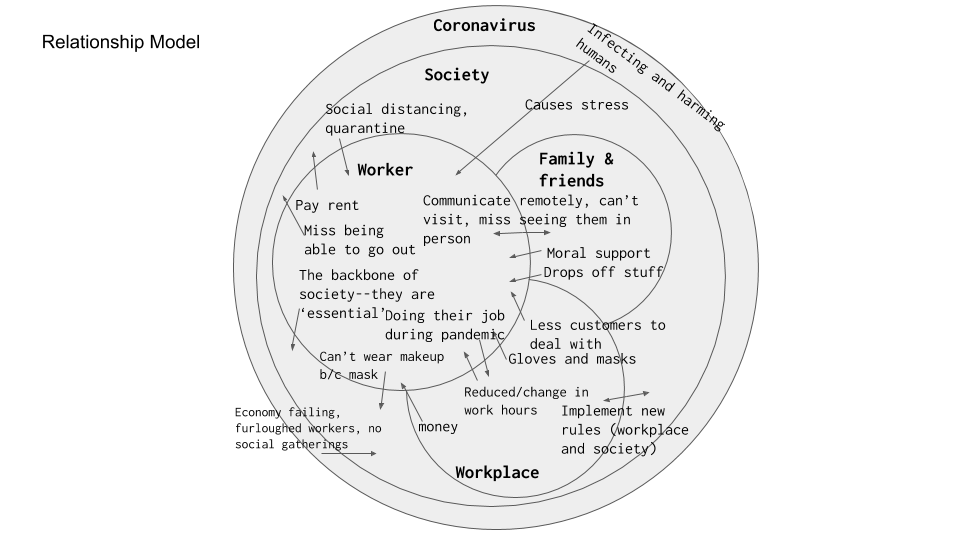 Relationship Model
Coronavirus
Infecting and harming
humans
Society
Causes stress
Social distancing,
quarantine
Worker
Family &
friends
Pay rent
Communicate remotely, can't
visit, miss seeing them in
person
Miss being
able to go out
Moral support
Drops off stuff
The backbone of
society--they are
'essential'
Doing their job
during pandemic
Less customers to
deal with
Gloves and masks
Can't wear makeup
b/c mask
Reduced/change in
work hours
Economy failing,
furloughed workers, no
social gatherings
money
Implement new
rules (workplace
and society)
Workplace